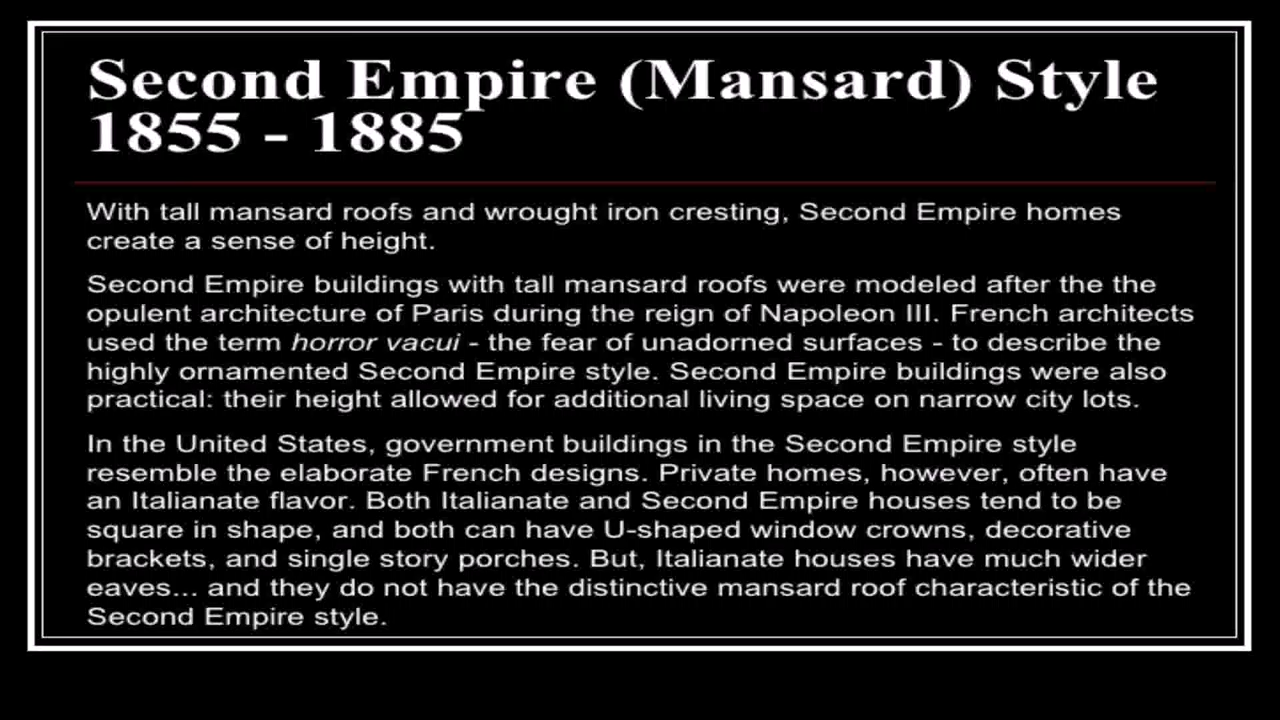 Second Empire (Mansard) Style
1855 - 1885
With tall mansard roofs and wrought iron cresting, Second Empire homes
create a sense of height.
Second Empire buildings with tall mansard roofs were modeled after the the
opulent architecture of Paris during the reign of Napoleon III. French architects
used the term horror vacui - the fear of unadorned surfaces - to describe the
highly ornamented Second Empire style. Second Empire buildings were also
practical: their height allowed for additional living space on narrow city lots.
In the United States, government buildings in the Second Empire style
resemble the elaborate French designs. Private homes, however, often have
an Italianate flavor. Both Italianate and Second Empire houses tend to be
square in shape, and both can have U-shaped window crowns, decorative
brackets, and single story porches. But, Italianate houses have much wider
eaves... and they do not have the distinctive mansard roof characteristic of the
Second Empire style.